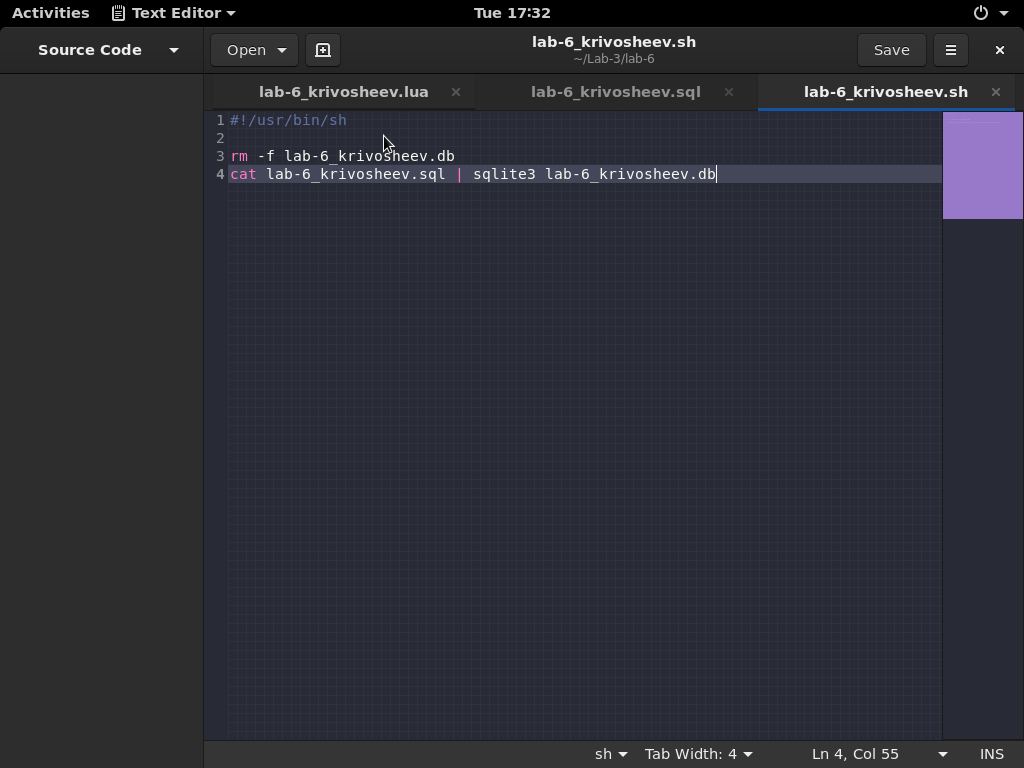 Activities Text Editor Tue 17:32
Source Code Open lab-6_krivosheev.sh Save
~/Lab-3/lab-6
lab-6_krivosheev.lua lab-6_krivosheev.sql lab-6_krivosheev.sh
1 #!/usr/bin/sh
2
3 rm -f lab-6_krivosheev.db
4 cat lab-6_krivosheev.sql | sqlite3 lab-6_krivosheev.db
sh Tab Width: 4 Ln 4, Col 55 INS